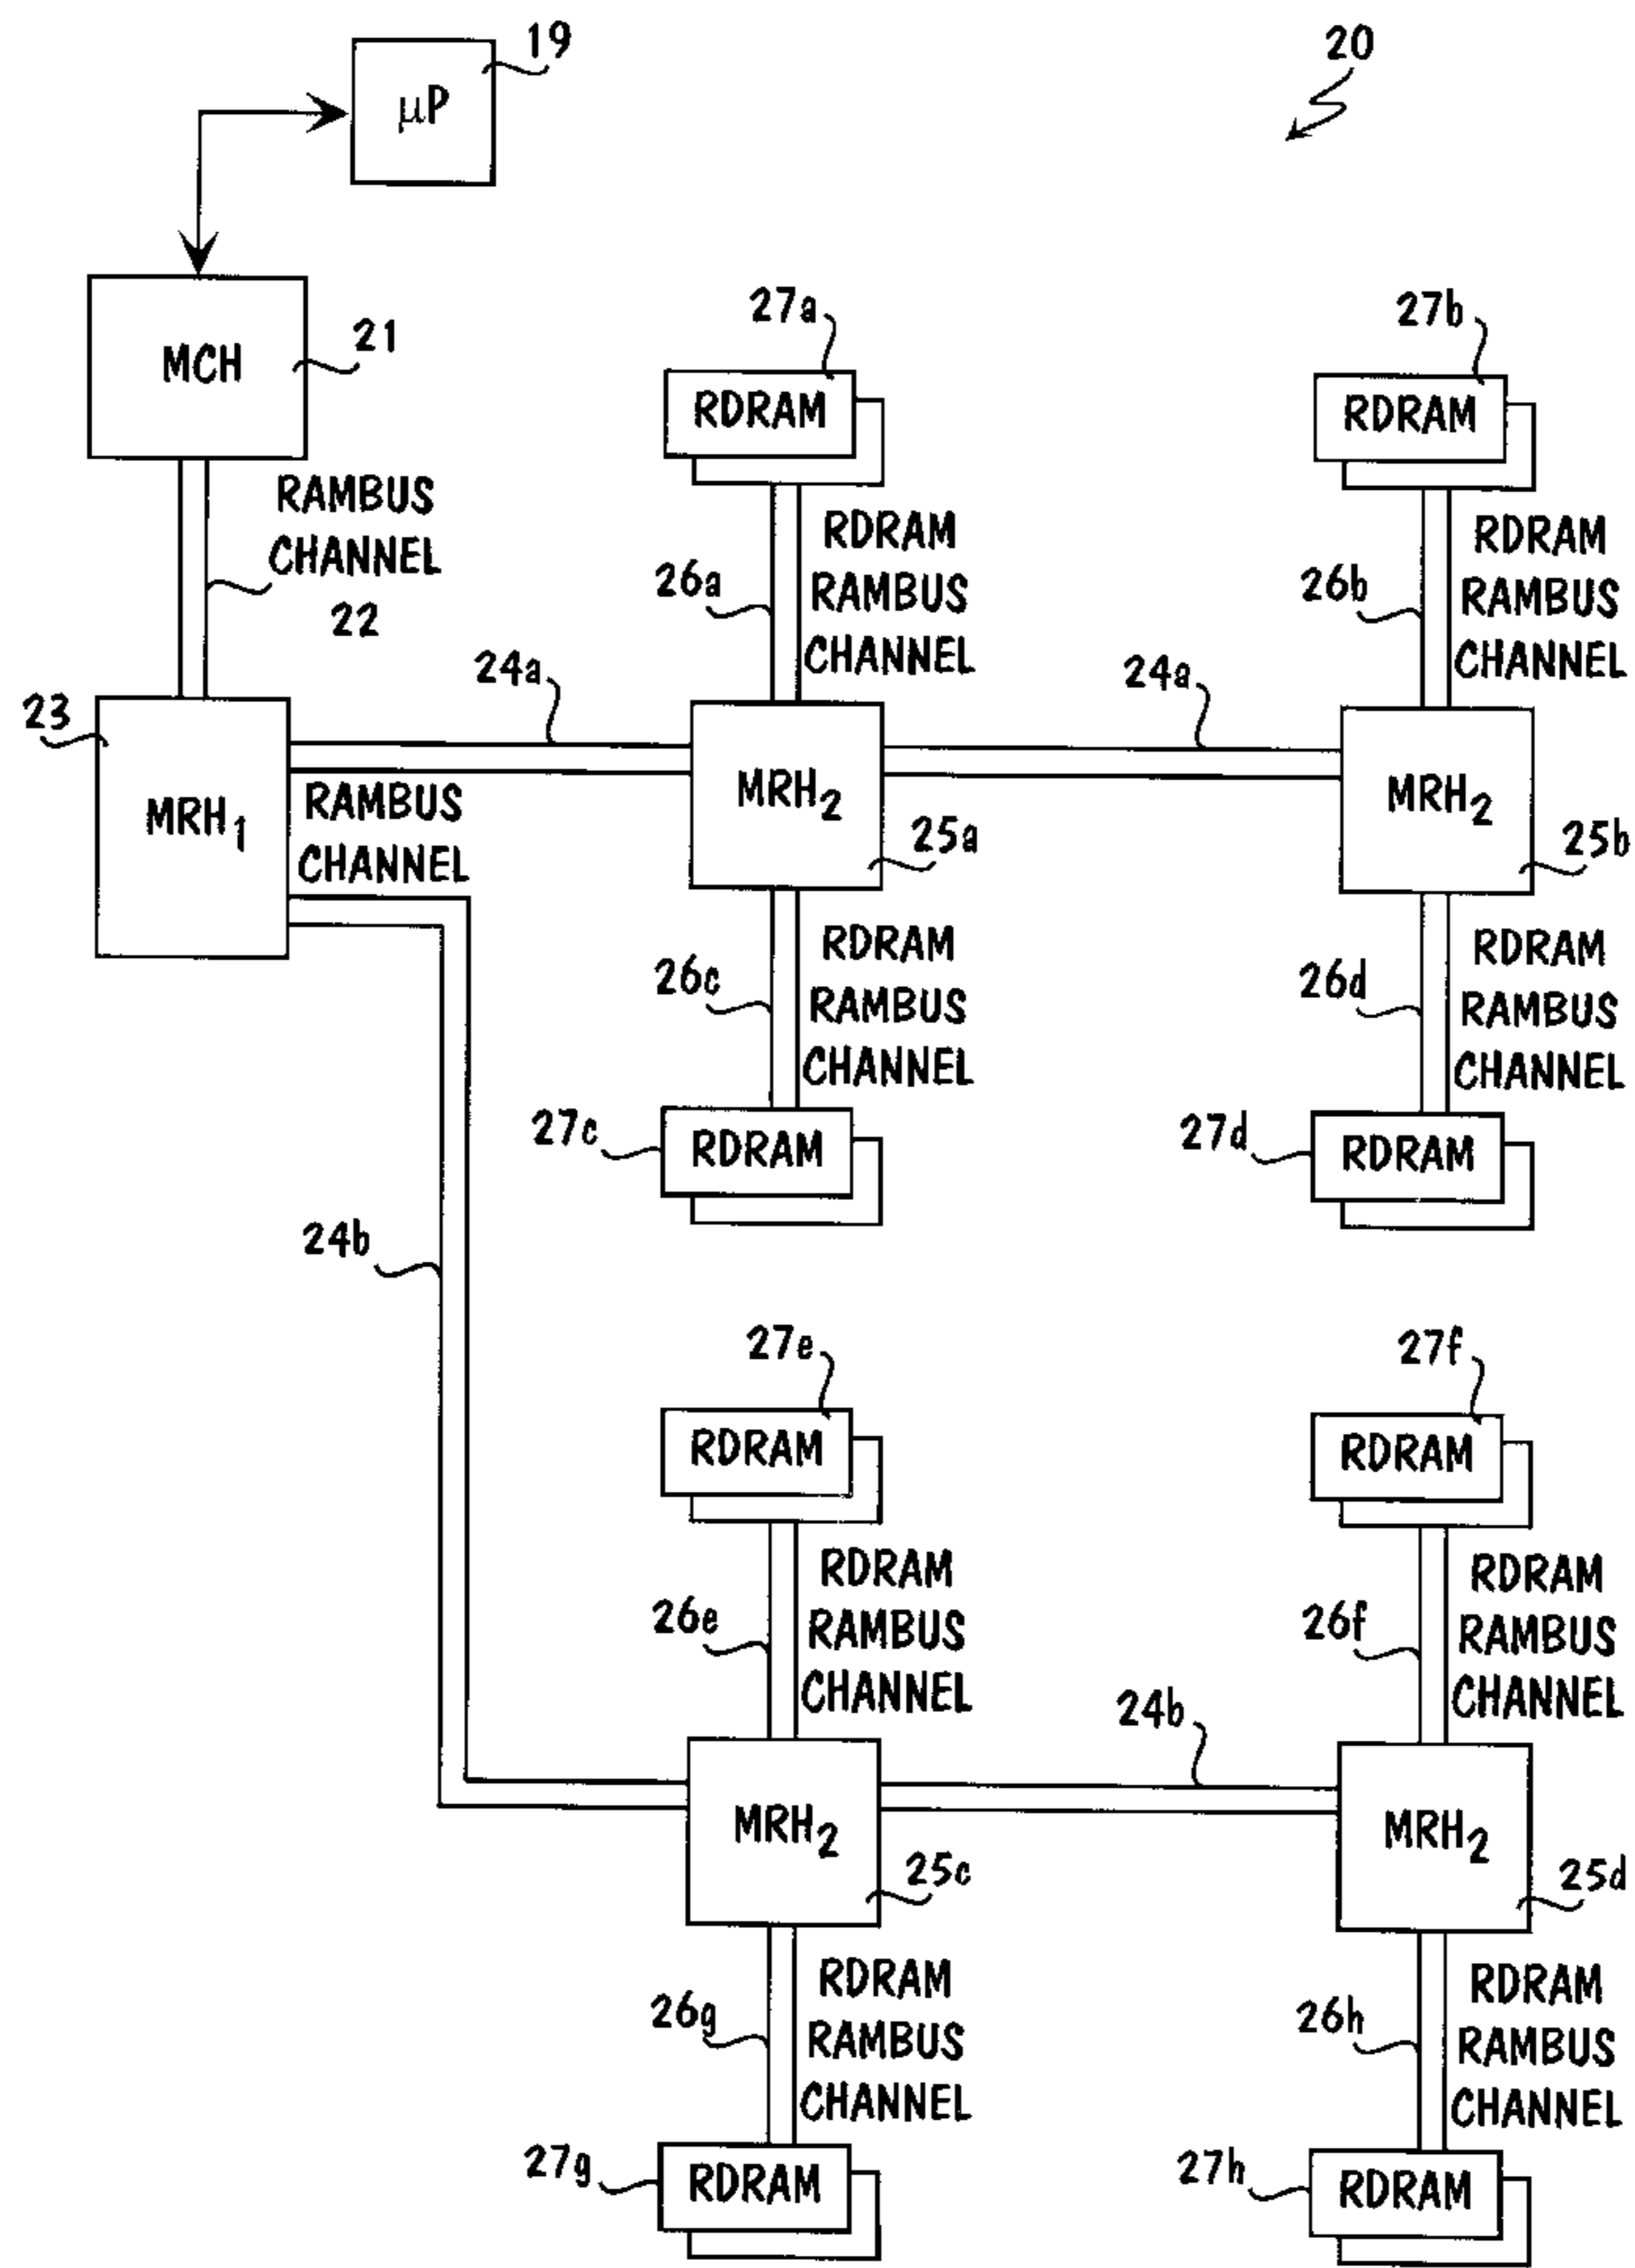 19
20
μP
MCH
21
RAMBUS
CHANNEL
22
27a
RDRAM
27b
RDRAM
26a
RDRAM
RAMBUS
CHANNEL
26b
RDRAM
RAMBUS
CHANNEL
23
24a
24a
MRH1
RAMBUS
CHANNEL
MRH2
25a
MRH2
25b
26c
RDRAM
RAMBUS
CHANNEL
26d
RDRAM
RAMBUS
CHANNEL
27c
RDRAM
27d
RDRAM
24b
27e
RDRAM
27f
RDRAM
26e
RDRAM
RAMBUS
CHANNEL
26f
RDRAM
RAMBUS
CHANNEL
24b
MRH2
25c
MRH2
25d
26g
RDRAM
RAMBUS
CHANNEL
26h
RDRAM
RAMBUS
CHANNEL
27g
RDRAM
27h
RDRAM